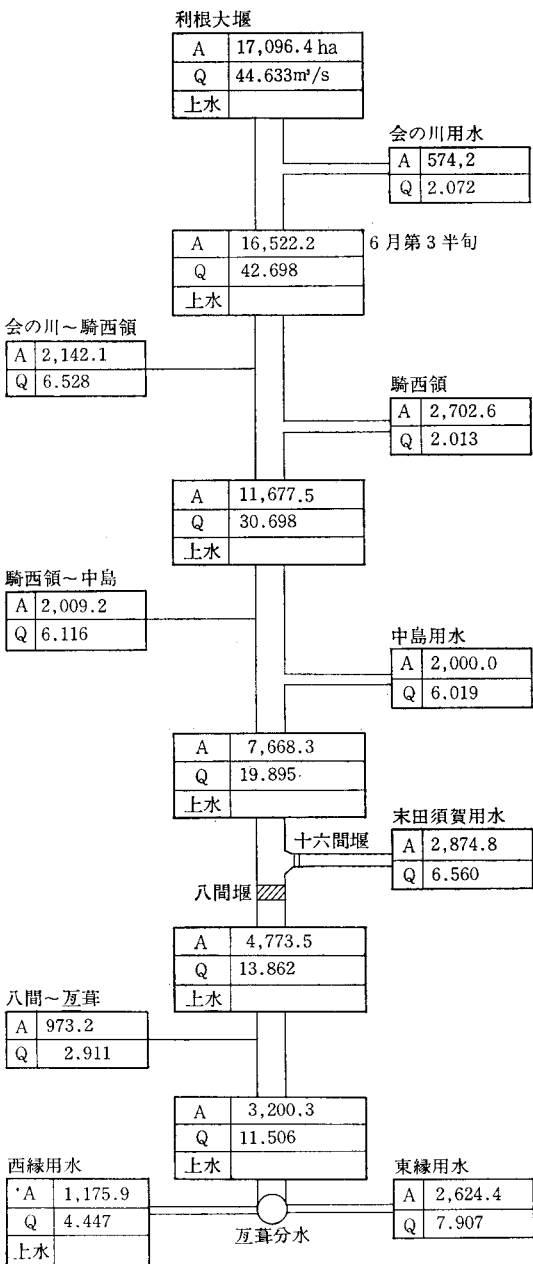 利根大堰
A 17,096.4 ha
Q 44.633m³/s
上水
会の川用水
A 574,2
Q 2.072
A 16,522.2
Q 42.698
上水
6月第3半旬
会の川～騎西領
A 2,142.1
Q 6.528
騎西領
A 2,702.6
Q 2.013
A 11,677.5
Q 30.698
上水
騎西領～中島
A 2,009.2
Q 6.116
中島用水
A 2,000.0
Q 6.019
A 7,668.3
Q 19.895
上水
末田須賀用水
A 2,874.8
Q 6.560
十六間堰
八間堰
A 4,773.5
Q 13.862
上水
八間～瓦葺
A 973.2
Q 2.911
A 3,200.3
Q 11.506
上水
西縁用水
A 1,175.9
Q 4.447
上水
東縁用水
A 2,624.4
Q 7.907
瓦葺分水